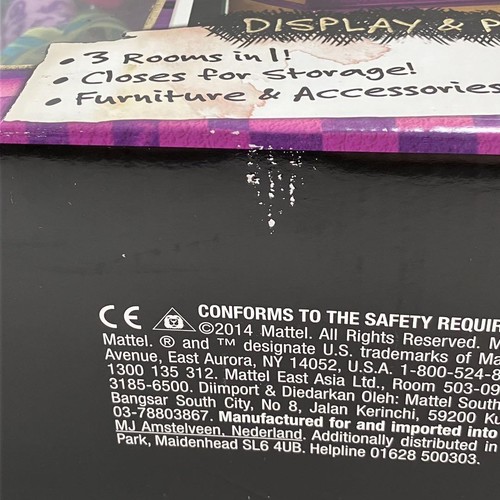 DISPLAY &
• 3 Rooms in 1!
• Closes for Storage!
• Furniture & Accessories
CE CONFORMS TO THE SAFETY REQUIR
©2014 Mattel. All Rights Reserved. M
Mattel. ® and ™ designate U.S. trademarks of Ma
Avenue, East Aurora, NY 14052, U.S.A. 1-800-524-8
1300 135 312. Mattel East Asia Ltd., Room 503-09
3185-6500. Diimport & Diedarkan Oleh: Mattel South
Bangsar South City, No 8, Jalan Kerinchi, 59200 Ku
03-78803867. Manufactured for and imported into
MJ Amstelveen, Nederland. Additionally distributed in
Park, Maidenhead SL6 4UB. Helpline 01628 500303.